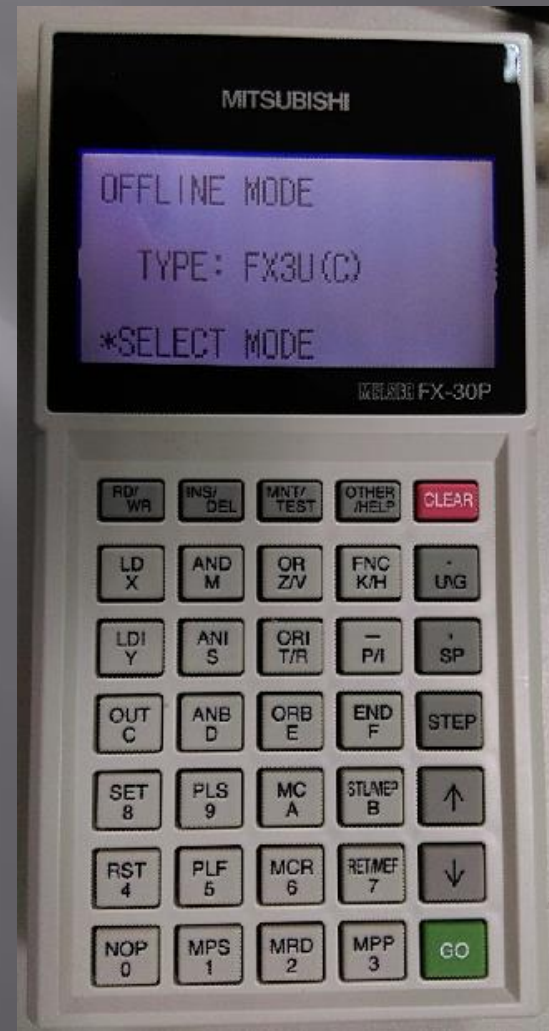 MITSUBISHI
OFFLINE MODE
TYPE: FX3U(C)
*SELECT MODE
MELSEC FX-30P
RD/ WR INS/ DEL MNT/ TEST OTHER /HELP CLEAR
LD X AND M OR Z/V FNC K/H · U\G
LDI Y ANI S ORI T/R — P/I , SP
OUT C ANB D ORB E END F STEP
SET 8 PLS 9 MC A STL/MEP B ↑
RST 4 PLF 5 MCR 6 RET/MEF 7 ↓
NOP 0 MPS 1 MRD 2 MPP 3 GO